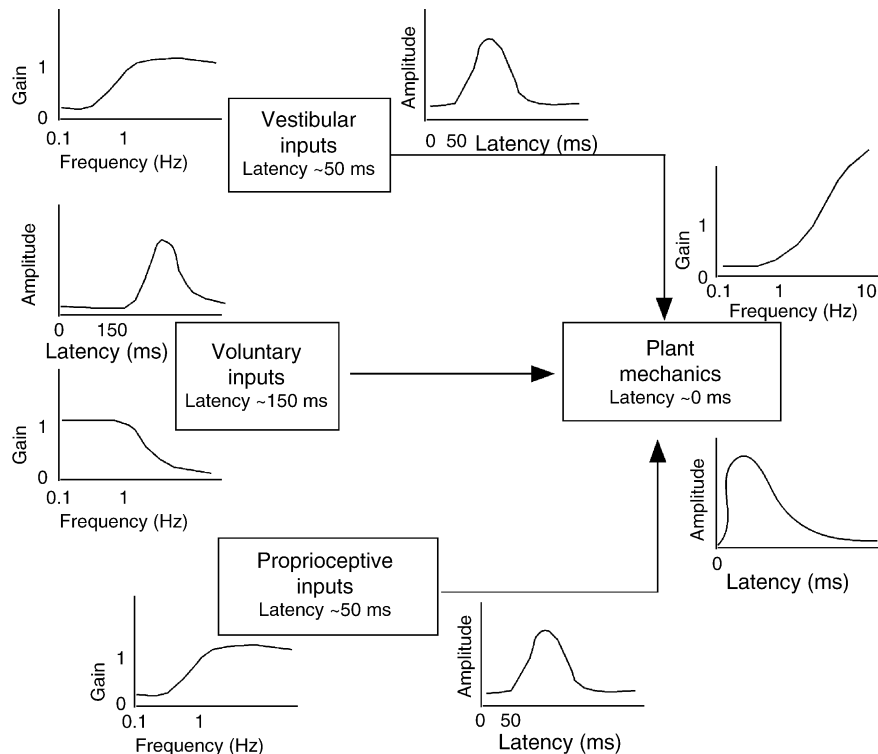 Gain
1
0
0.1 1
Frequency (Hz)
Vestibular
inputs
Latency ~50 ms
Amplitude
0 50 Latency (ms)
Gain
1
0
0.1 1 10
Frequency (Hz)
Amplitude
0 150
Latency (ms)
Voluntary
inputs
Latency ~150 ms
Plant
mechanics
Latency ~0 ms
Gain
1
0
0.1 1
Frequency (Hz)
Amplitude
0
Latency (ms)
Proprioceptive
inputs
Latency ~50 ms
Gain
1
0
0.1 1
Frequency (Hz)
Amplitude
0 50
Latency (ms)